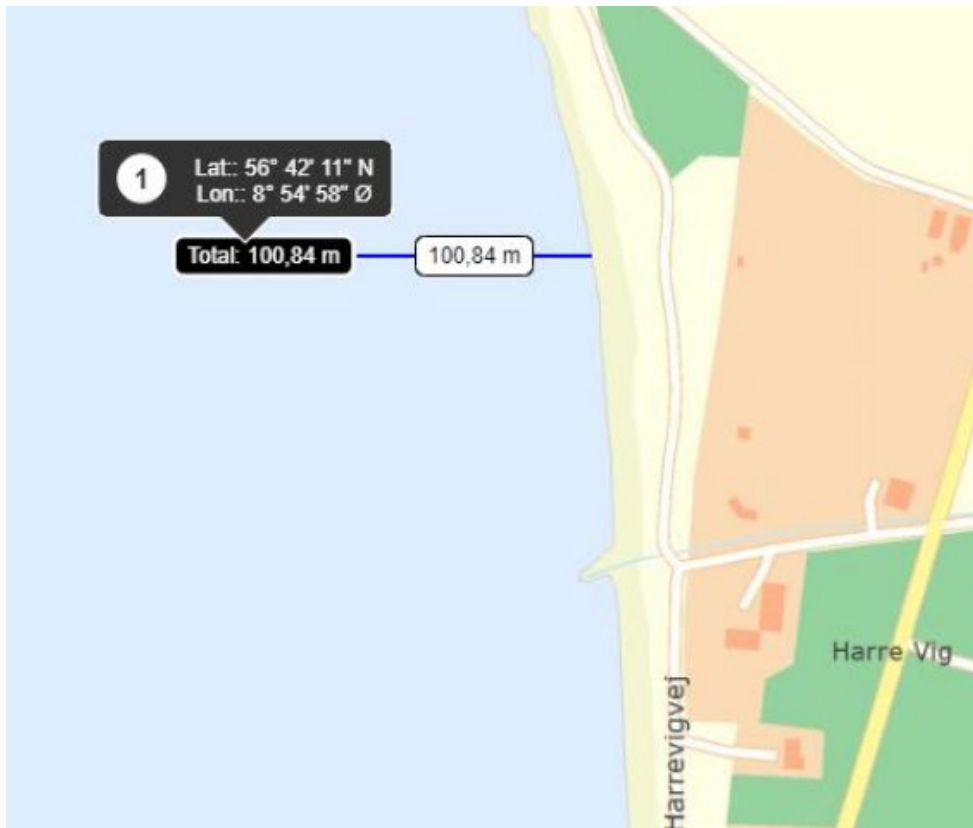 1
Lat:: 56° 42' 11" N
Lon:: 8° 54' 58" Ø
Total: 100,84 m
100,84 m
Harre Vig
Harrevigvej